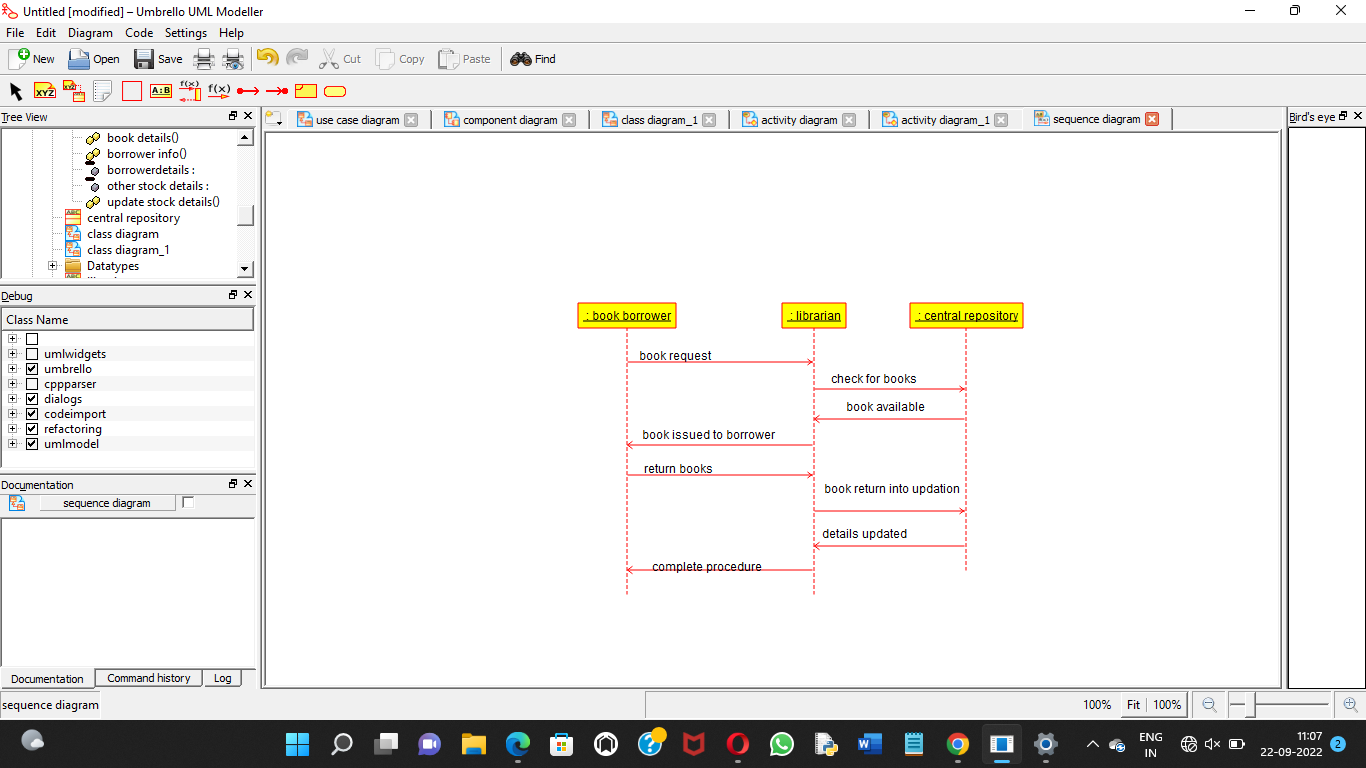 Untitled [modified] – Umbrello UML Modeller
File Edit Diagram Code Settings Help
New Open Save Cut Copy Paste Find
XYZ XYZ A:B f(x) f(x)
Tree View
book details()
borrower info()
borrowerdetails :
other stock details :
update stock details()
central repository
class diagram
class diagram_1
Datatypes
Debug
Class Name
umlwidgets
umbrello
cppparser
dialogs
codeimport
refactoring
umlmodel
Documentation
sequence diagram
Documentation Command history Log
use case diagram component diagram class diagram_1 activity diagram activity diagram_1 sequence diagram
Bird's eye
: book borrower : librarian : central repository
book request
check for books
book available
book issued to borrower
return books
book return into updation
details updated
complete procedure
sequence diagram 100% Fit 100%
ENG
IN
11:07
22-09-2022
2